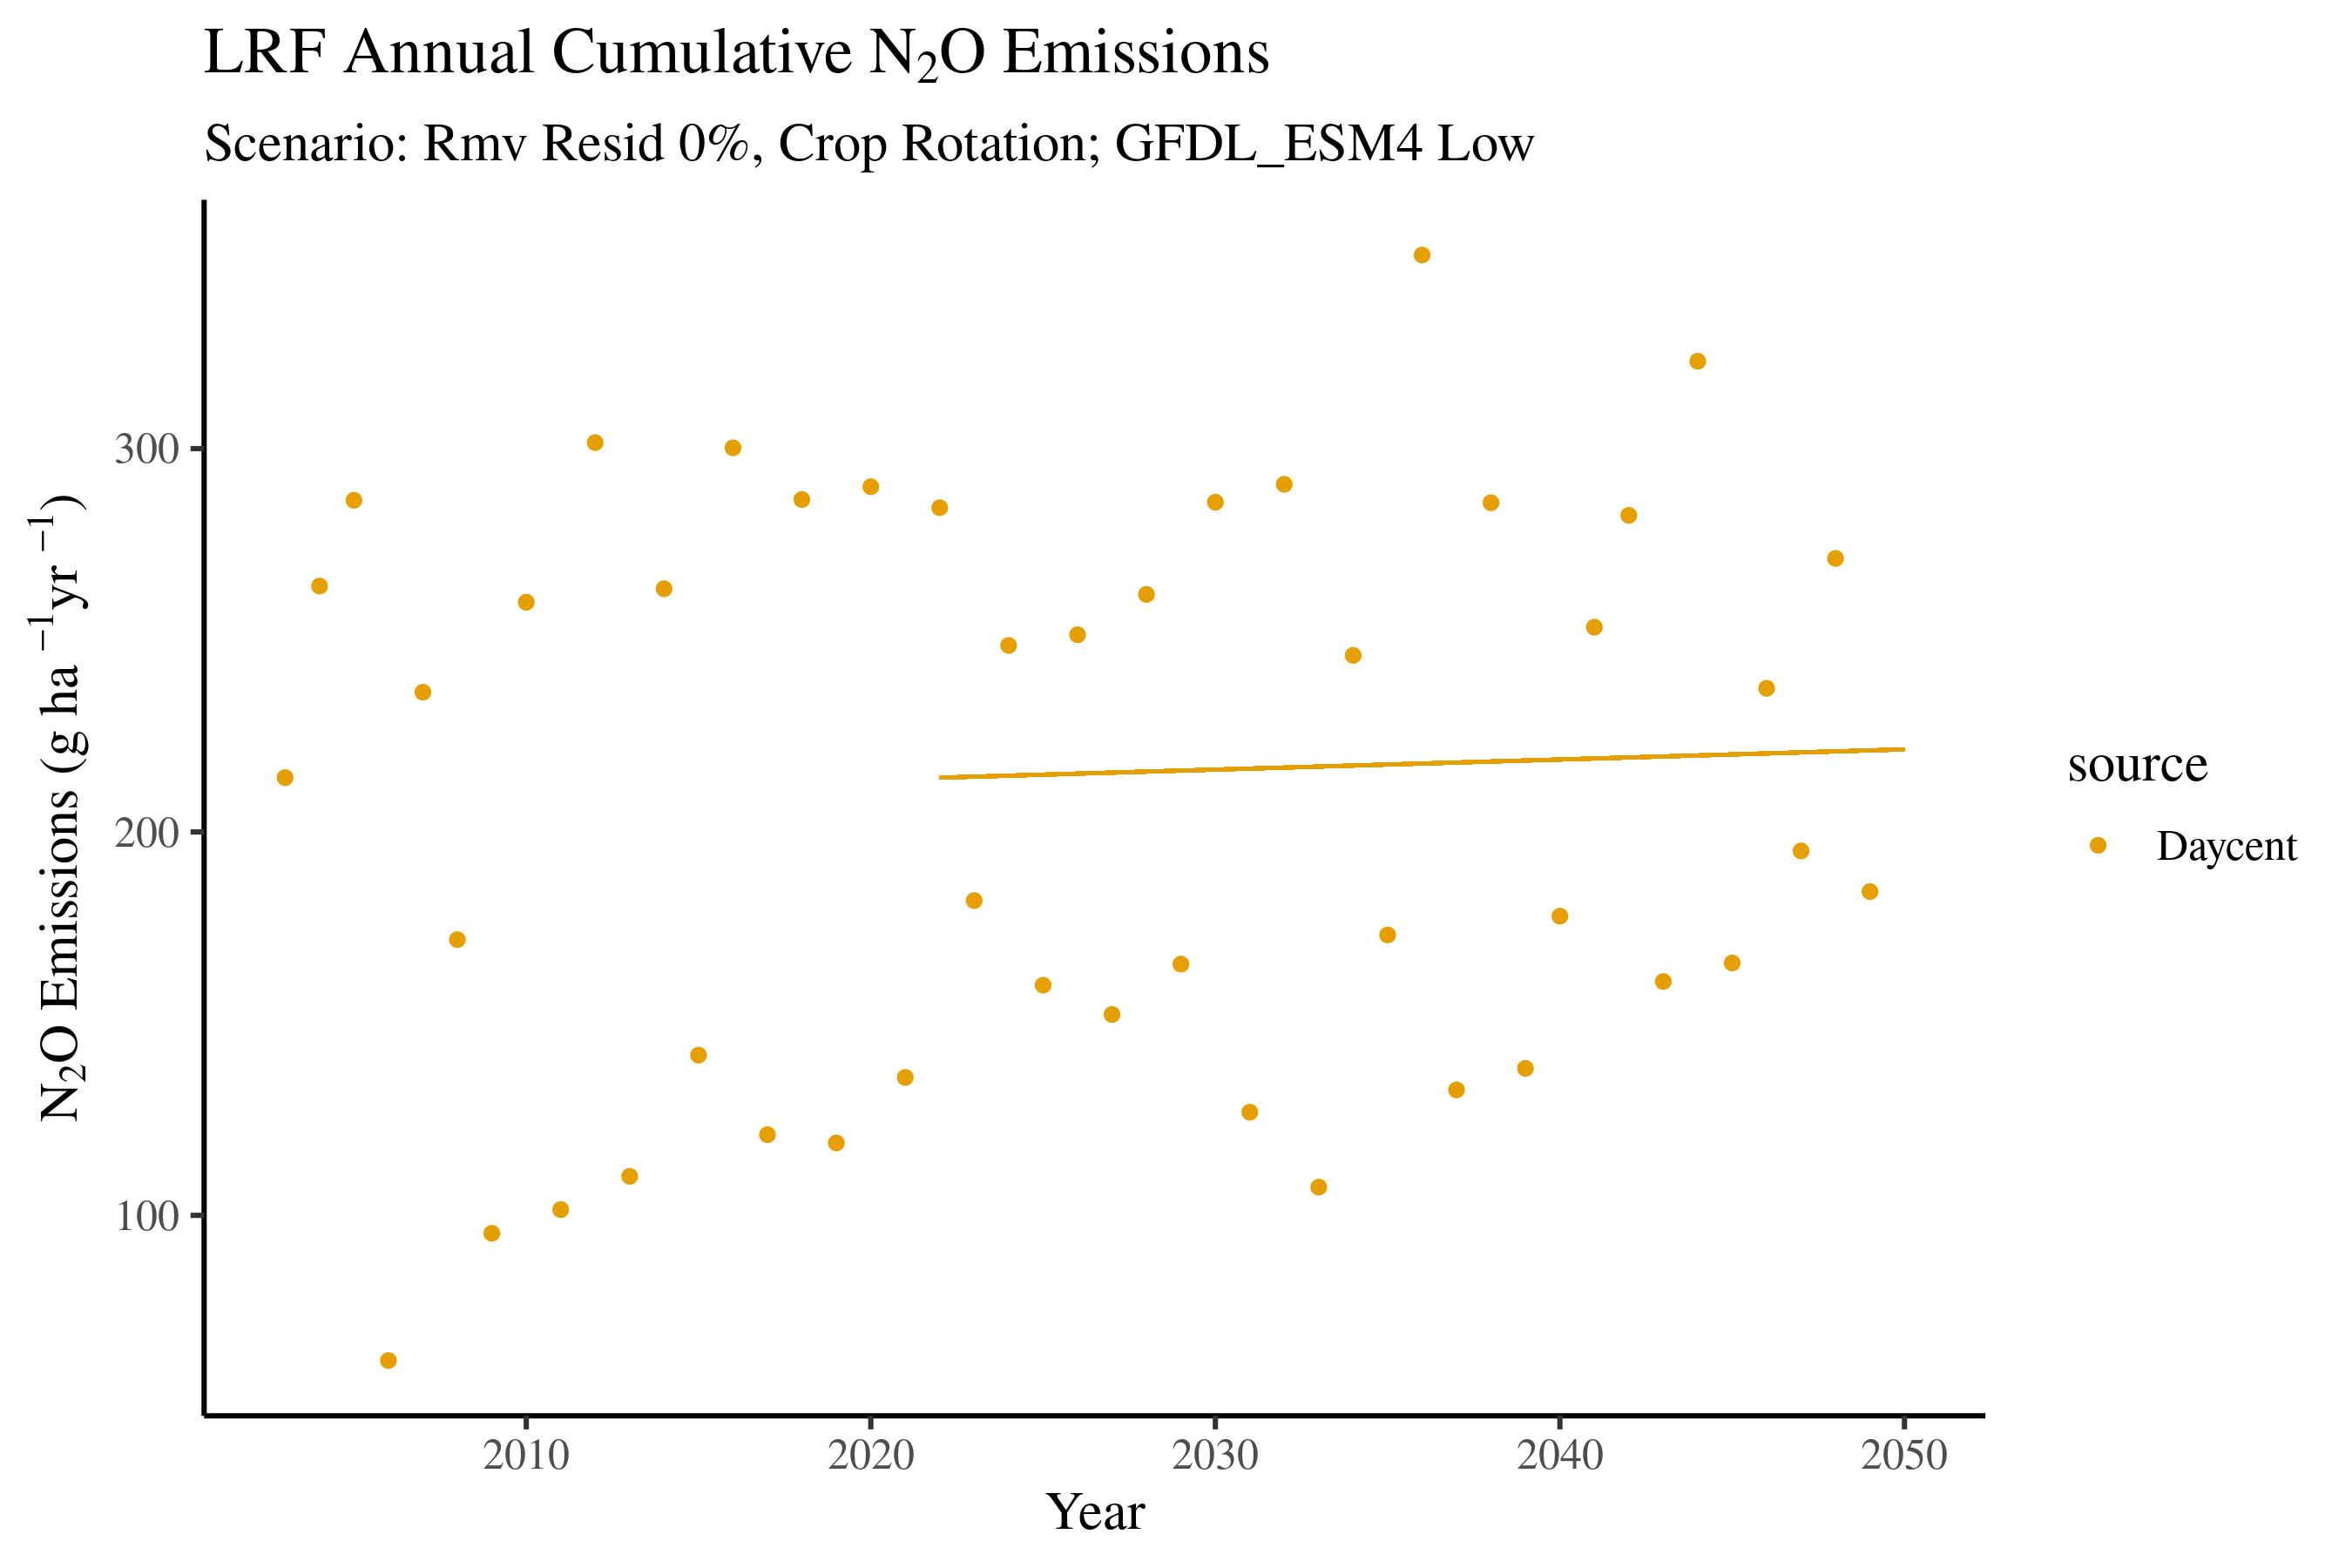 LRF Annual Cumulative N₂O Emissions
Scenario: Rmv Resid 0%, Crop Rotation; GFDL_ESM4 Low
N₂O Emissions (g ha⁻¹yr⁻¹)
300
200
100
2010 2020 2030 2040 2050
Year
source
Daycent